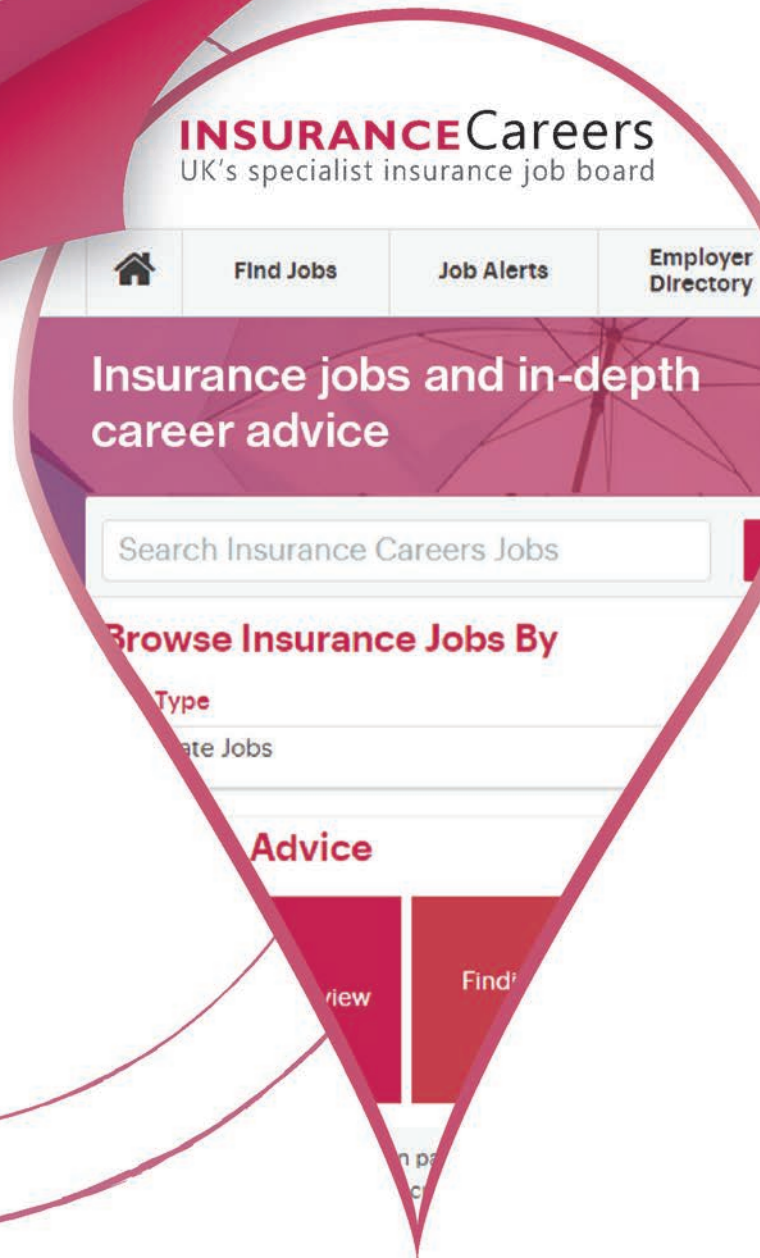 INSURANCECareers
UK's specialist insurance job board
Find Jobs
Job Alerts
Employer
Directory
Insurance jobs and in-depth
career advice
Search Insurance Careers Jobs
Browse Insurance Jobs By
Type
Jobs
Advice